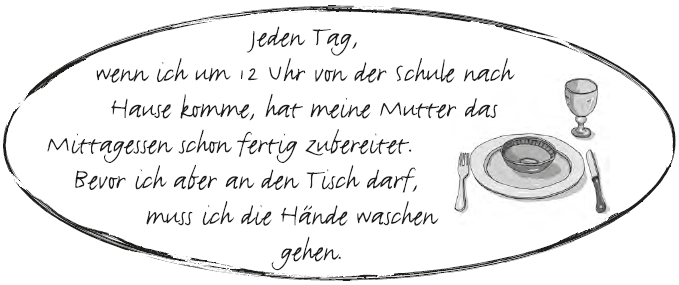 Jeden Tag,
wenn ich um 12 Uhr von der Schule nach
Hause komme, hat meine Mutter das
Mittagessen schon fertig zubereitet.
Bevor ich aber an den Tisch darf,
muss ich die Hände waschen
gehen.